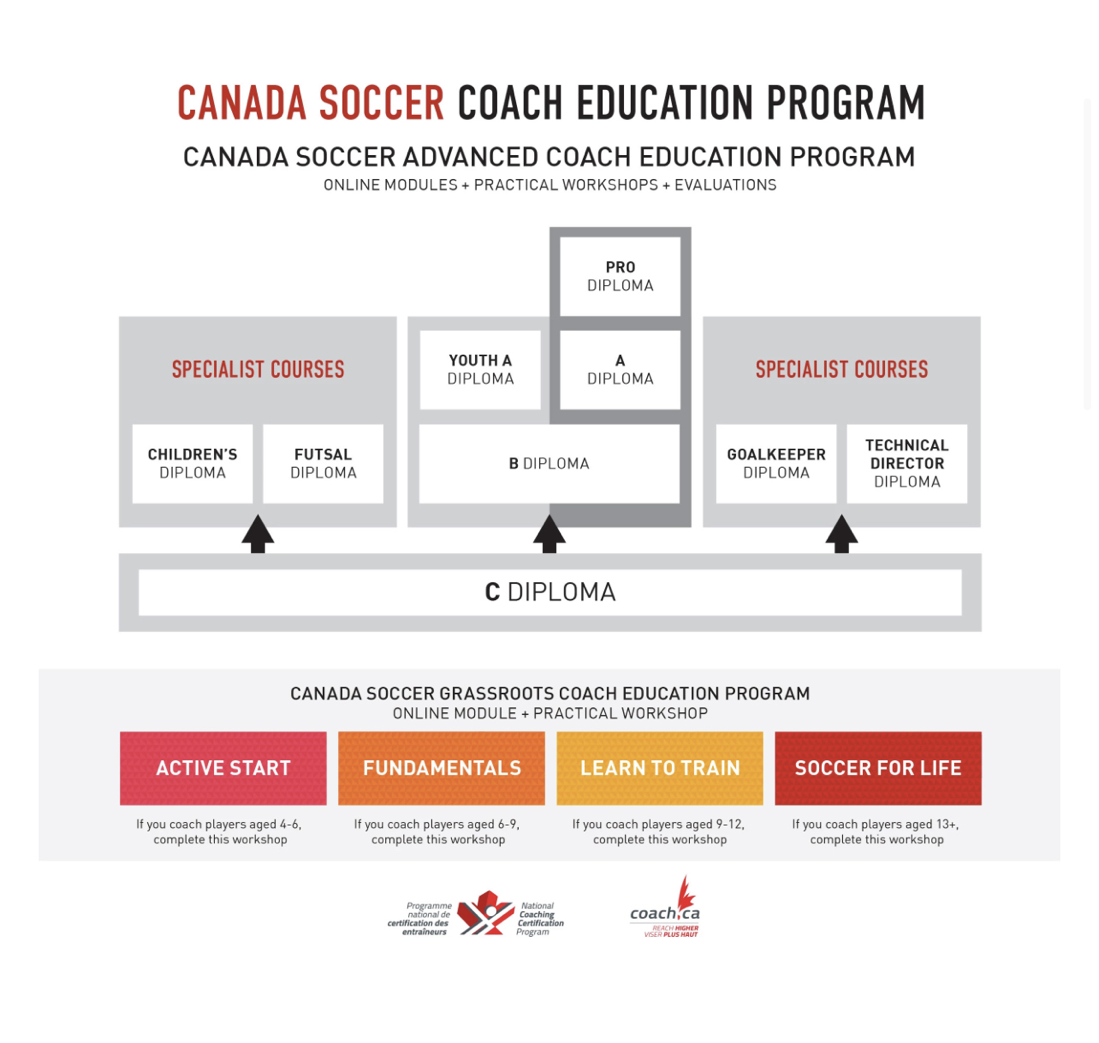 CANADA SOCCER COACH EDUCATION PROGRAM
CANADA SOCCER ADVANCED COACH EDUCATION PROGRAM
ONLINE MODULES + PRACTICAL WORKSHOPS + EVALUATIONS
PRO
DIPLOMA
SPECIALIST COURSES
CHILDREN'S
DIPLOMA
FUTSAL
DIPLOMA
YOUTH A
DIPLOMA
A
DIPLOMA
B DIPLOMA
SPECIALIST COURSES
GOALKEEPER
DIPLOMA
TECHNICAL
DIRECTOR
DIPLOMA
C DIPLOMA
CANADA SOCCER GRASSROOTS COACH EDUCATION PROGRAM
ONLINE MODULE + PRACTICAL WORKSHOP
ACTIVE START
If you coach players aged 4-6,
complete this workshop
FUNDAMENTALS
If you coach players aged 6-9,
complete this workshop
LEARN TO TRAIN
If you coach players aged 9-12,
complete this workshop
SOCCER FOR LIFE
If you coach players aged 13+,
complete this workshop
Programme
national de
certification des
entraîneurs
National
Coaching
Certification
Program
coach.ca
REACH HIGHER
VISER PLUS HAUT